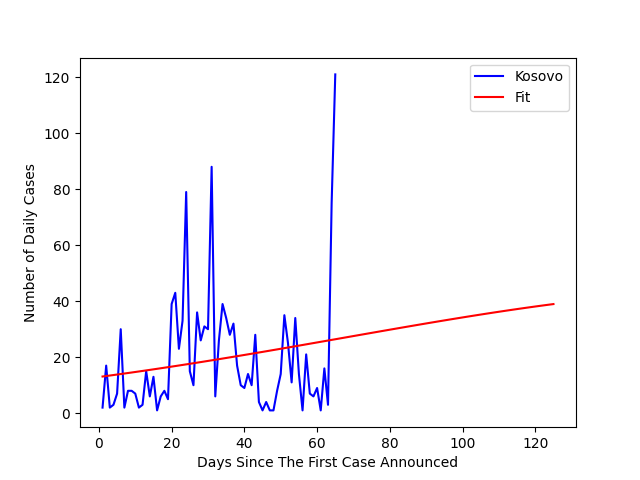 Kosovo
Fit
120
100
80
60
40
20
0
Number of Daily Cases
0 20 40 60 80 100 120
Days Since The First Case Announced